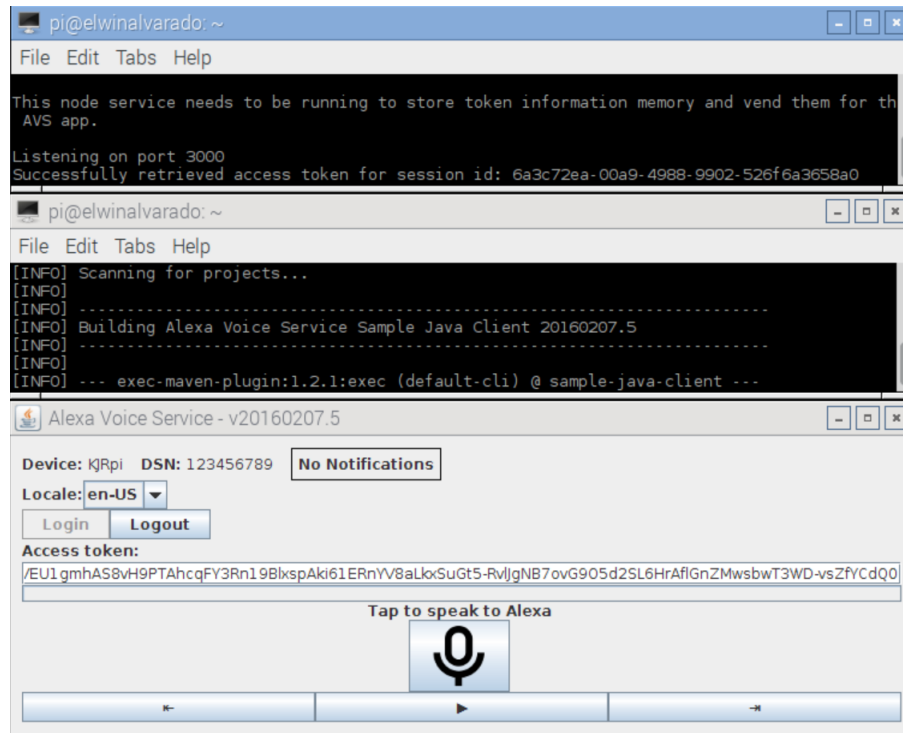 pi@elwinalvarado: ~
File Edit Tabs Help
This node service needs to be running to store token information memory and vend them for th
AVS app.
Listening on port 3000
Successfully retrieved access token for session id: 6a3c72ea-00a9-4988-9902-526f6a3658a0
pi@elwinalvarado: ~
File Edit Tabs Help
[INFO] Scanning for projects...
[INFO]
[INFO] ------------------------------------------------------------------------
[INFO] Building Alexa Voice Service Sample Java Client 20160207.5
[INFO] ------------------------------------------------------------------------
[INFO]
[INFO] --- exec-maven-plugin:1.2.1:exec (default-cli) @ sample-java-client ---
Alexa Voice Service - v20160207.5
Device: KJRpi DSN: 123456789 No Notifications
Locale: en-US
Login Logout
Access token:
/EU1gmhAS8vH9PTAhcqFY3Rn19BlxspAki61ERnYV8aLkxSuGt5-RvlJgNB7ovG9O5d2SL6HrAflGnZMwsbwT3WD-vsZfYCdQ0
Tap to speak to Alexa